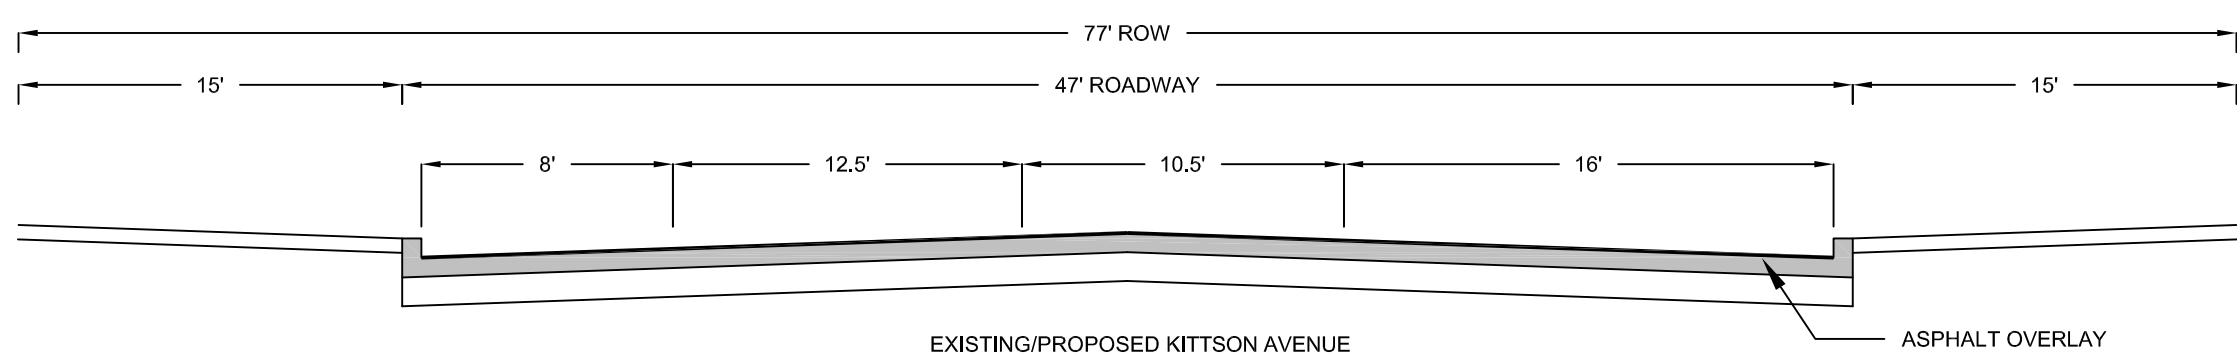 77' ROW
15'
47' ROADWAY
15'
8'
12.5'
10.5'
16'
EXISTING/PROPOSED KITTSON AVENUE
ASPHALT OVERLAY